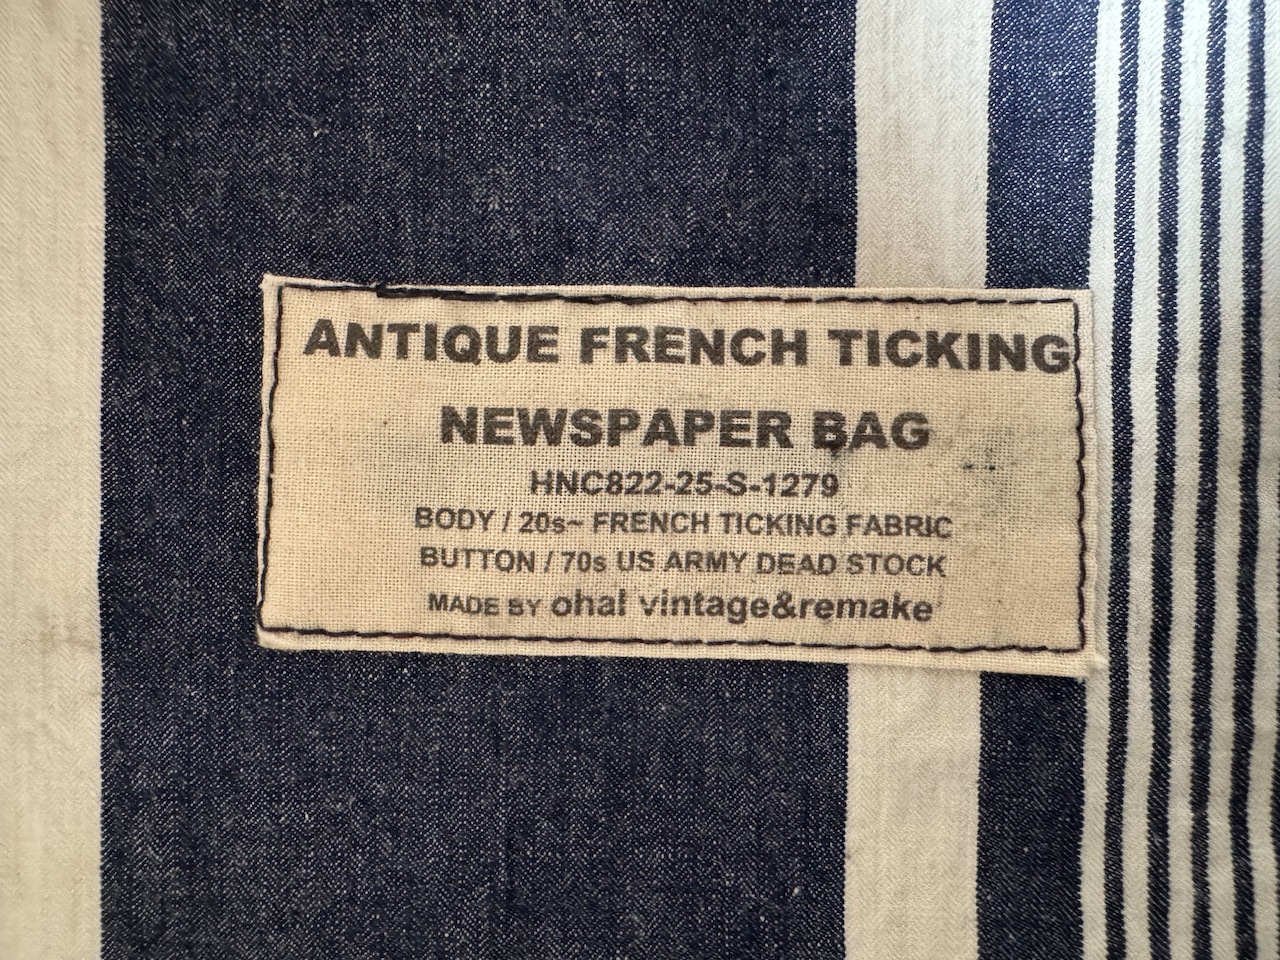 ANTIQUE FRENCH TICKING
NEWSPAPER BAG
HNC822-25-S-1279
BODY / 20s~ FRENCH TICKING FABRIC
BUTTON / 70s US ARMY DEAD STOCK
MADE BY ohal vintage&remake